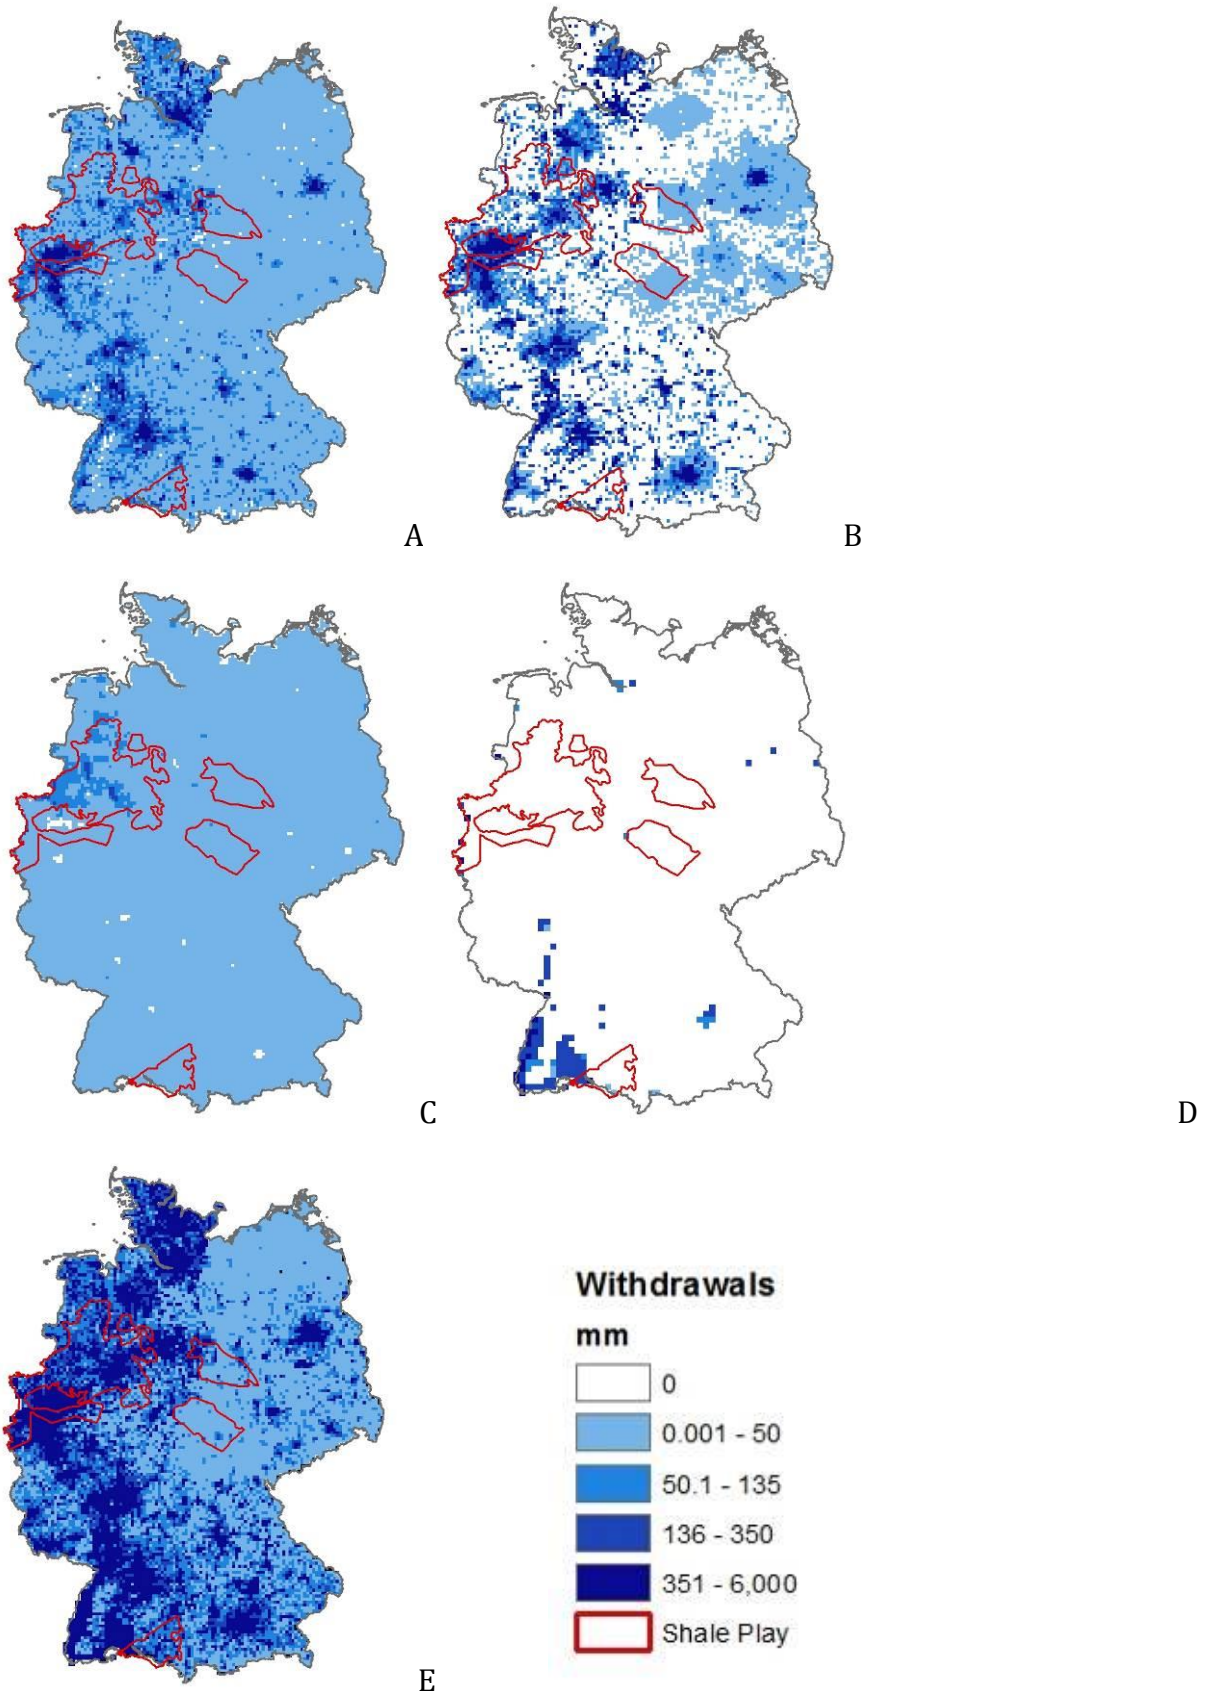 A
B
C
D
E
Withdrawals
mm
0
0.001 - 50
50.1 - 135
136 - 350
351 - 6,000
Shale Play